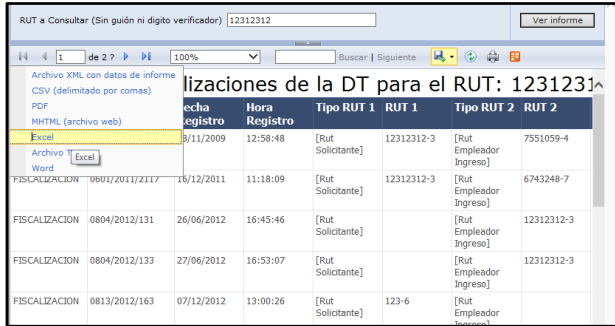 RUT a Consultar (Sin guión ni digito verificador) 12312312 Ver informe
1 de 2 ? 100% Buscar | Siguiente
Archivo XML con datos de informe
CSV (delimitado por comas)
PDF
MHTML (archivo web)
Excel
Archivo T
Word
Excel
lizaciones de la DT para el RUT: 1231231
echa Registro Hora Registro Tipo RUT 1 RUT 1 Tipo RUT 2 RUT 2
/11/2009 12:58:48 [Rut Solicitante] 12312312-3 [Rut Empleador Ingreso] 7551059-4
FISCALIZACION 0601/2011/2117 16/12/2011 11:18:09 [Rut Solicitante] 12312312-3 [Rut Empleador Ingreso] 6743248-7
FISCALIZACION 0804/2012/131 26/06/2012 16:45:46 [Rut Solicitante] [Rut Empleador Ingreso] 12312312-3
FISCALIZACION 0804/2012/133 27/06/2012 16:53:07 [Rut Solicitante] [Rut Empleador Ingreso] 12312312-3
FISCALIZACION 0813/2012/163 07/12/2012 13:00:26 [Rut Solicitante] 123-6 [Rut Empleador Ingreso]